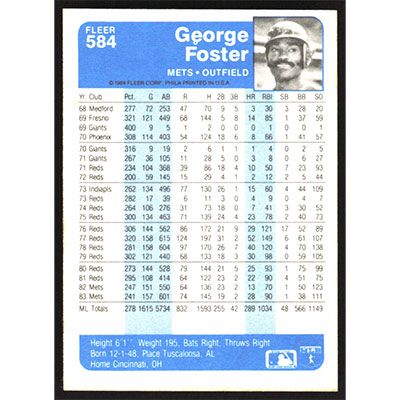 FLEER
584
George
Foster
METS • OUTFIELD
© 1984 FLEER CORP., PHILA. PRINTED IN U.S.A.
Yr. Club Pct. G AB R H 2B 3B HR RBI SB BB SO
68 Medford 277 72 253 47 70 9 5 3 30 3 28 20
69 Fresno 321 121 449 68 144 8 5 14 85 1 37 59
69 Giants 400 9 5 1 2 0 0 0 1 0 0 1
70 Phoenix 308 114 403 54 124 18 6 8 66 1 41 57
70 Giants 316 9 19 2 6 1 1 1 4 0 2 5
71 Giants 267 36 105 11 28 5 0 3 8 0 6 27
71 Reds 234 104 368 39 86 18 4 10 50 7 23 93
72 Reds 200 59 145 15 29 4 1 2 12 2 5 44
73 Indiapls 262 134 496 77 130 26 1 15 60 4 44 109
73 Reds 282 17 39 6 11 3 0 4 9 0 4 7
74 Reds 264 106 276 31 73 18 0 7 41 3 30 52
75 Reds 300 134 463 71 139 24 4 23 78 2 40 73
76 Reds 306 144 562 86 172 21 9 29 121 17 52 89
77 Reds 320 158 615 124 197 31 2 52 149 6 61 107
78 Reds 281 158 604 97 170 26 7 40 120 4 70 138
79 Reds 302 121 440 68 133 18 3 30 98 0 59 105
80 Reds 273 144 528 79 144 21 5 25 93 1 75 99
81 Reds 295 108 414 64 122 23 2 22 90 4 51 75
82 Mets 247 151 550 64 136 23 2 13 70 1 50 123
83 Mets 241 157 601 74 145 19 2 28 90 1 38 111
ML Totals 278 1615 5734 832 1593 255 42 289 1034 48 566 1149
Height 6'1", Weight 195, Bats Right, Throws Right
Born 12-1-48, Place Tuscaloosa, AL
Home Cincinnati, OH